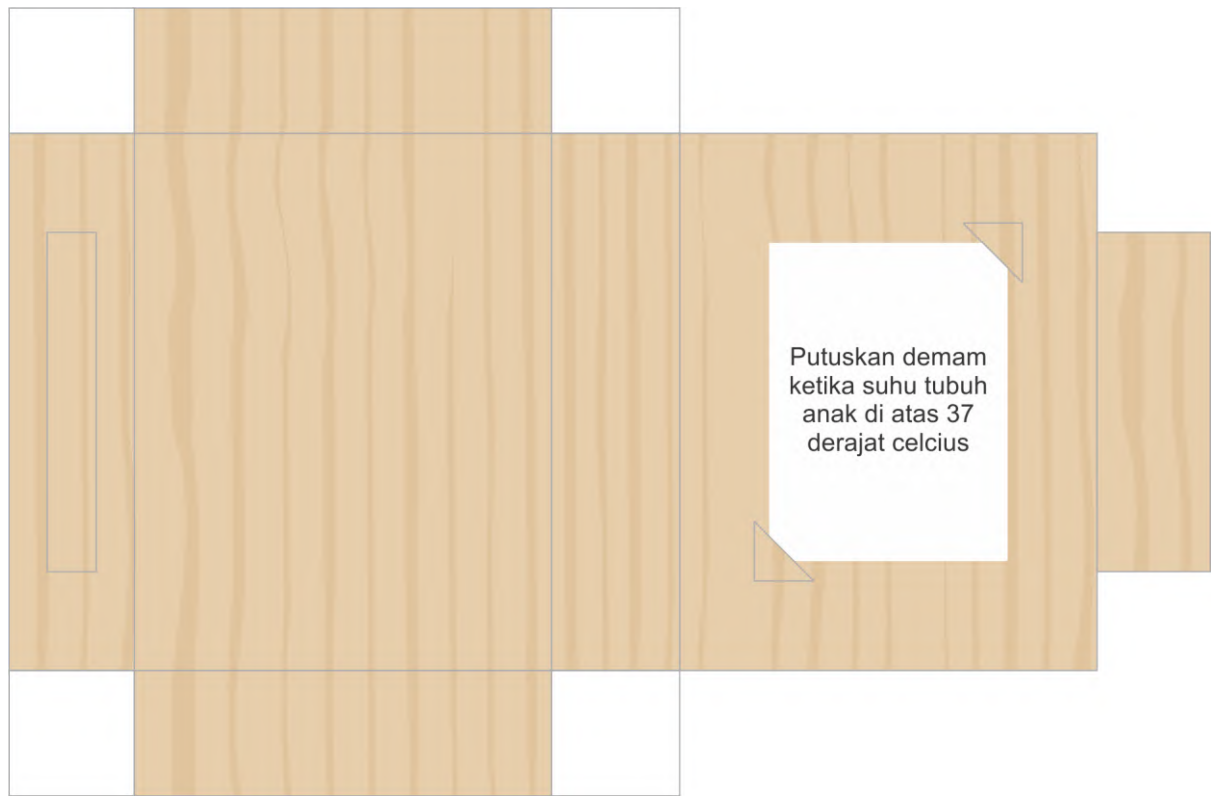 Putuskan demam
ketika suhu tubuh
anak di atas 37
derajat celcius